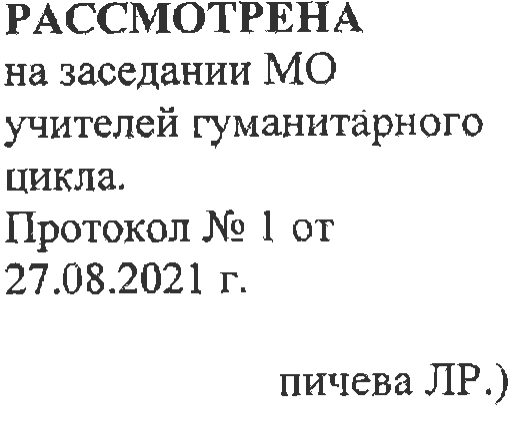 РАССМОТРЕНА
на заседании МО
учителей гуманитарного
цикла.
Протокол № 1 от
27.08.2021 г.
пичева ЛР.)